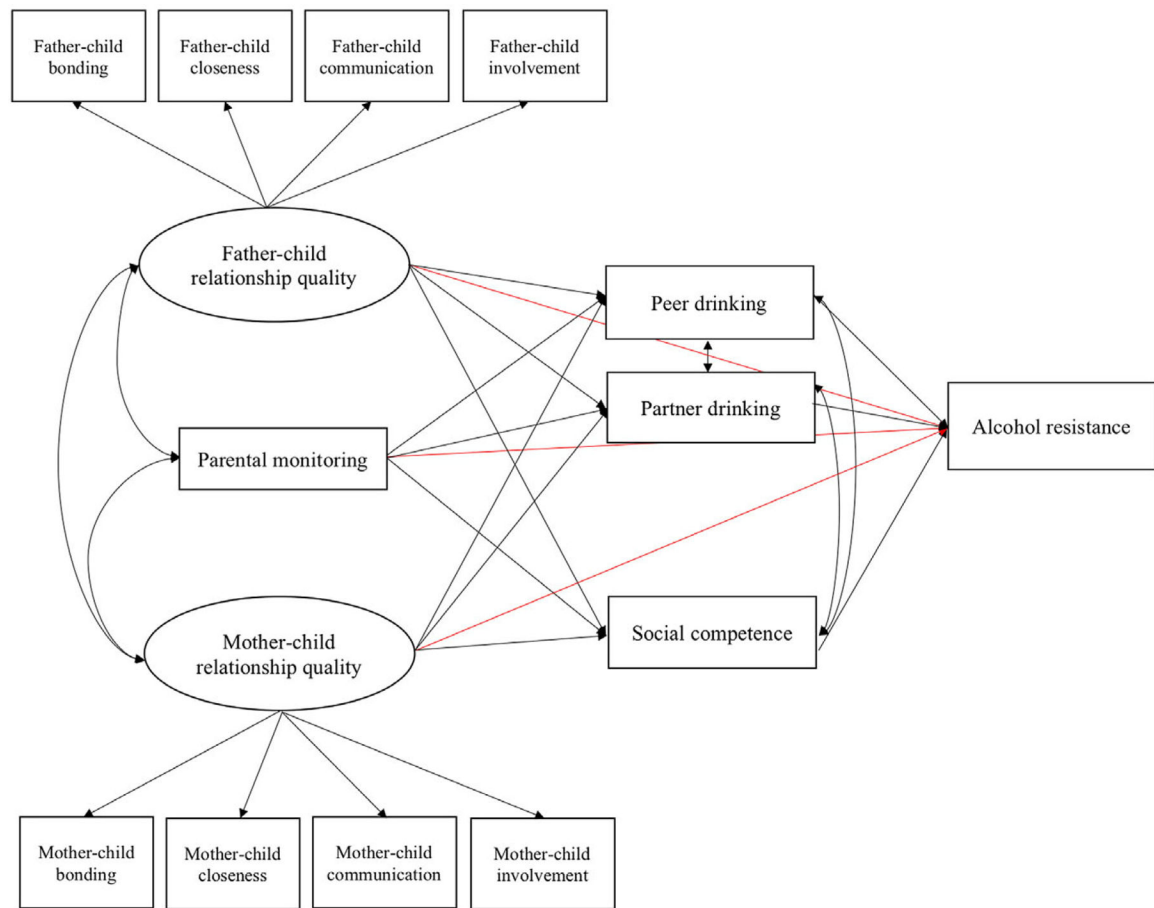 Father-child
bonding
Father-child
closeness
Father-child
communication
Father-child
involvement
Father-child
relationship quality
Peer drinking
Partner drinking
Alcohol resistance
Parental monitoring
Social competence
Mother-child
relationship quality
Mother-child
bonding
Mother-child
closeness
Mother-child
communication
Mother-child
involvement